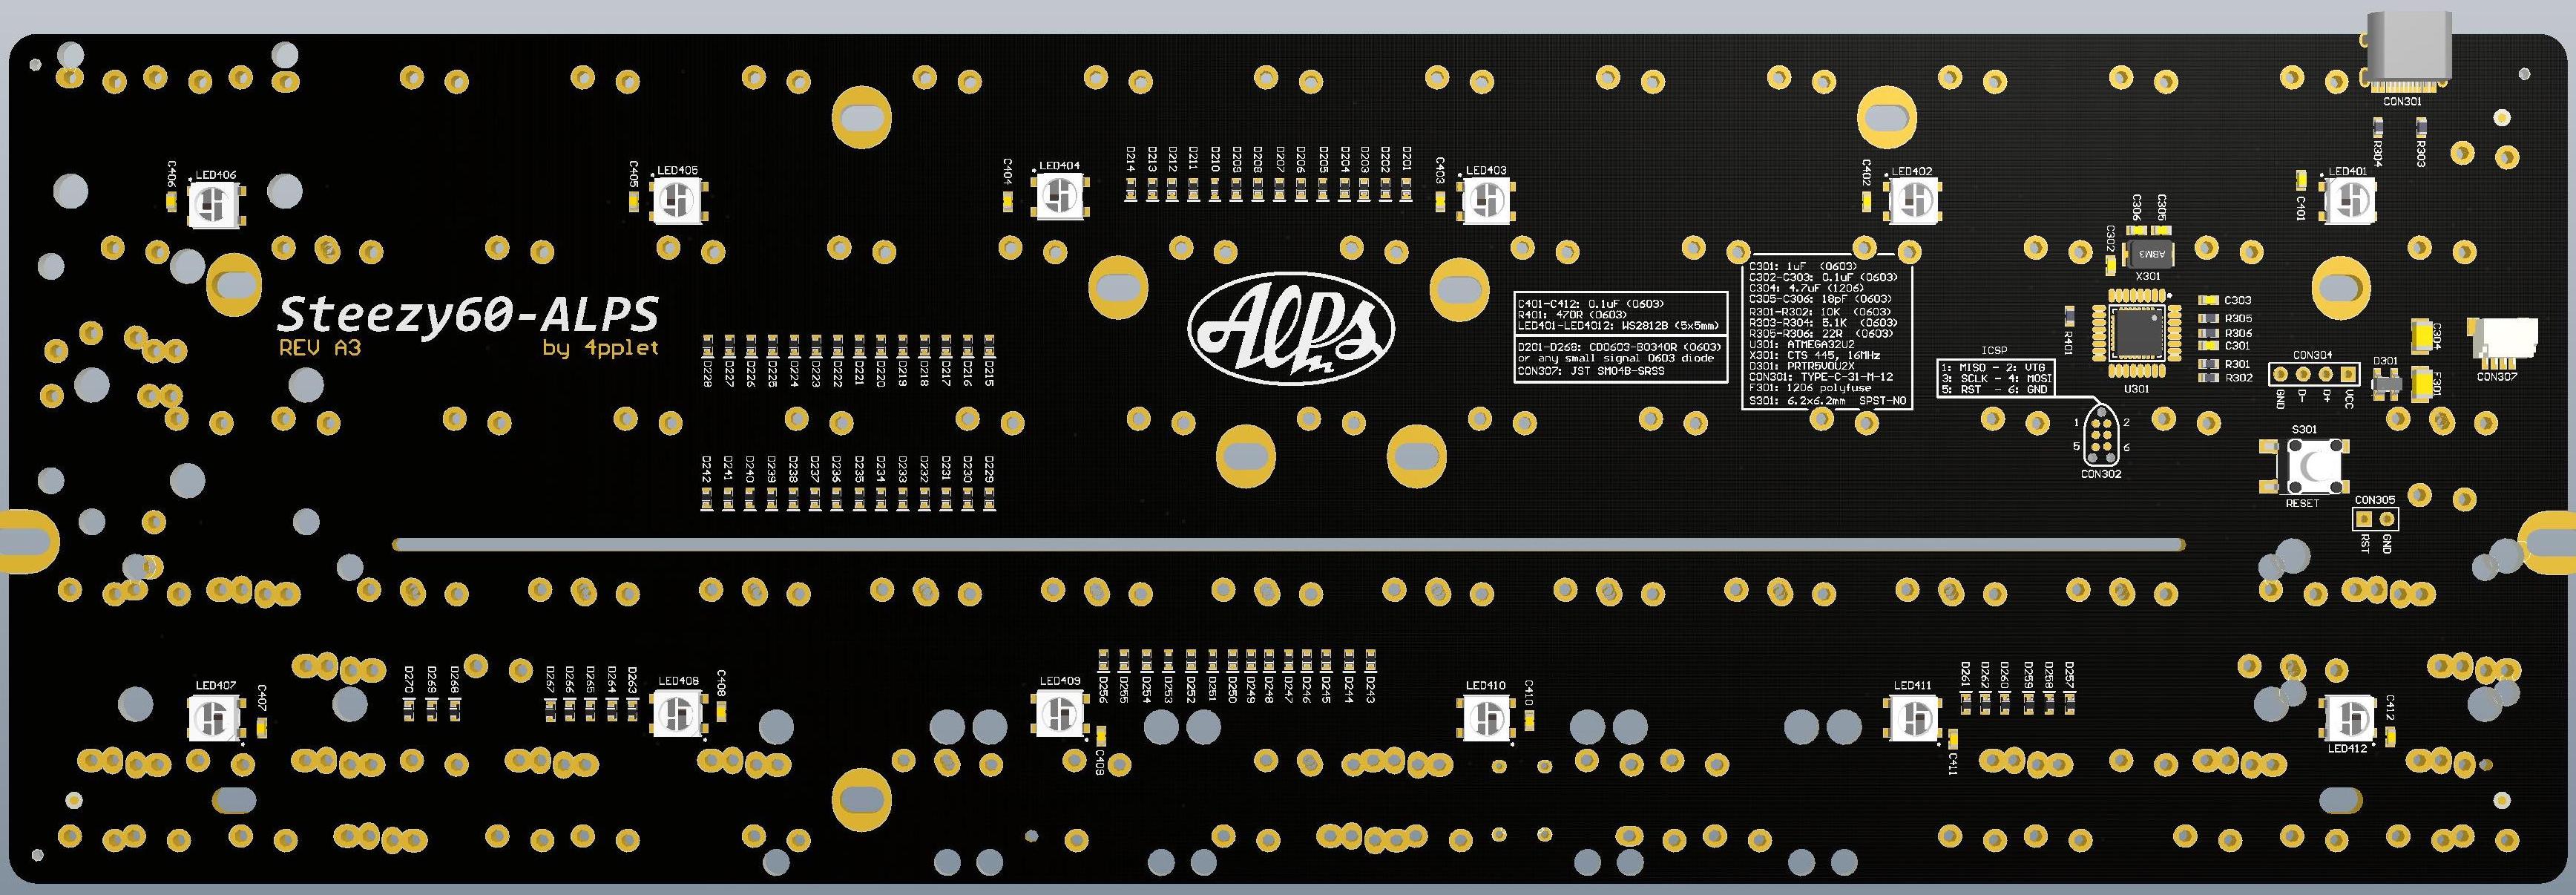 CON301
R304
R303
C406
LED406
C405
LED405
C404
LED404
D214
D213
D212
D211
D210
D209
D208
D207
D206
D205
D204
D203
D202
D201
C403
LED403
C402
LED402
C401
LED401
C306
C305
C302
ABM3
X301
Steezy60-ALPS
REV A3
by 4pplet
Alps
C401-C412: 0.1uF (0603)
R401: 470R (0603)
LED401-LED4012: WS2812B (5x5mm)
D201-D268: CD0603-B0340R (0603)
or any small signal 0603 diode
CON307: JST SM04B-SRSS
C301: 1uF (0603)
C302-C303: 0.1uF (0603)
C304: 4.7uF (1206)
C305-C306: 18pF (0603)
R301-R302: 10K (0603)
R303-R304: 5.1K (0603)
R305-R306: 22R (0603)
U301: ATMEGA32U2
X301: CTS 445, 16MHz
D301: PRTR5V0U2X
CON301: TYPE-C-31-M-12
F301: 1206 polyfuse
S301: 6.2x6.2mm SPST-NO
R401
C303
R305
R306
C301
R301
R302
U301
C304
CON307
CON304
D301
F301
GND
D-
D+
VCC
ICSP
1: MISO - 2: VTG
3: SCLK - 4: MOSI
5: RST - 6: GND
1
2
5
6
CON302
S301
RESET
CON305
RST
GND
D228
D227
D226
D225
D224
D223
D222
D221
D220
D219
D218
D217
D216
D215
D242
D241
D240
D239
D238
D237
D236
D235
D234
D233
D232
D231
D230
D229
LED407
C407
D270
D269
D268
D267
D266
D265
D264
D263
LED408
C408
LED409
C409
D256
D255
D254
D253
D252
D251
D250
D249
D248
D247
D246
D245
D244
D243
LED410
C410
LED411
C411
D261
D262
D260
D259
D258
D257
LED412
C412